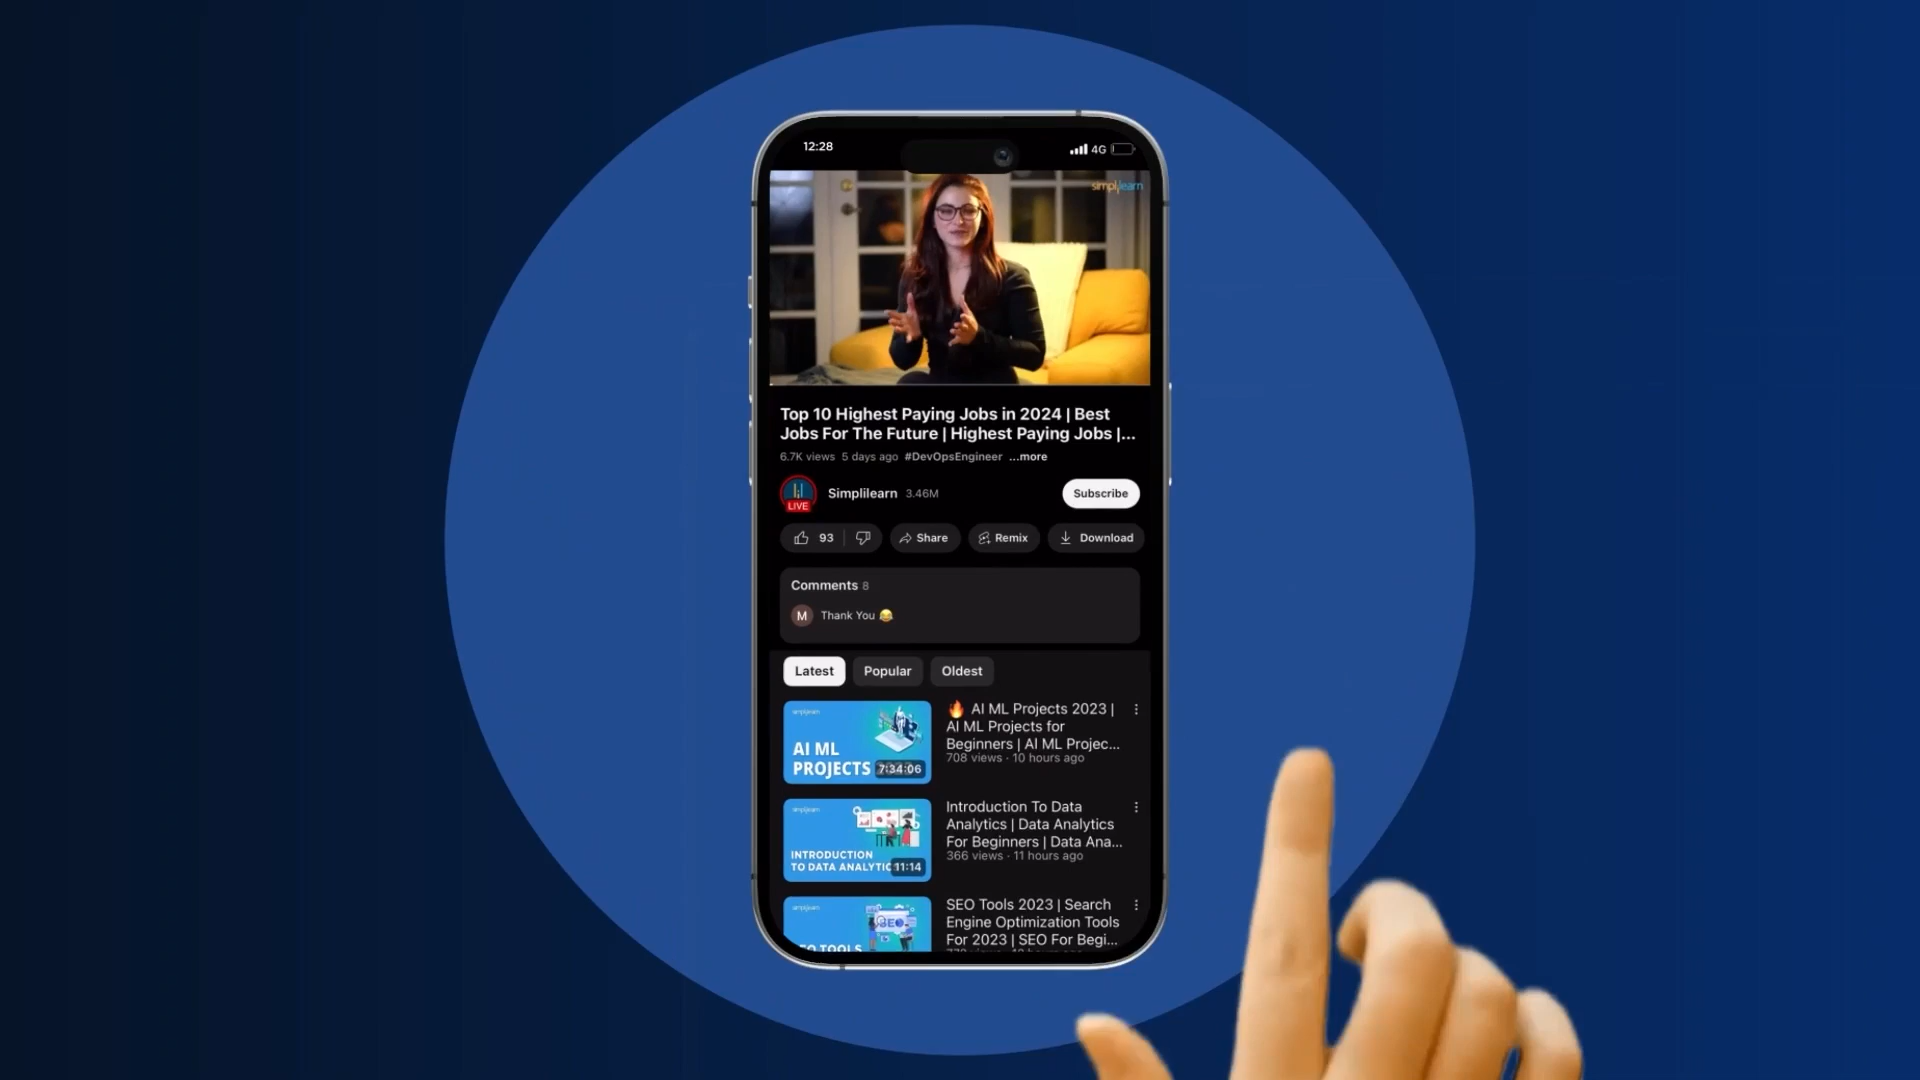 12:28
4G
simplilearn
Top 10 Highest Paying Jobs in 2024 | Best
Jobs For The Future | Highest Paying Jobs |...
6.7K views 5 days ago #DevOpsEngineer ...more
LIVE
Simplilearn 3.46M
Subscribe
93
Share
Remix
Download
Comments 8
M
Thank You 😂
Latest
Popular
Oldest
simplilearn
AI ML
PROJECTS
7:34:06
🔥 AI ML Projects 2023 |
AI ML Projects for
Beginners | AI ML Projec...
708 views · 10 hours ago
simplilearn
INTRODUCTION
TO DATA ANALYTIC
11:14
Introduction To Data
Analytics | Data Analytics
For Beginners | Data Ana...
366 views · 11 hours ago
simplilearn
SEO
SEO TOOLS
SEO Tools 2023 | Search
Engine Optimization Tools
For 2023 | SEO For Begi...